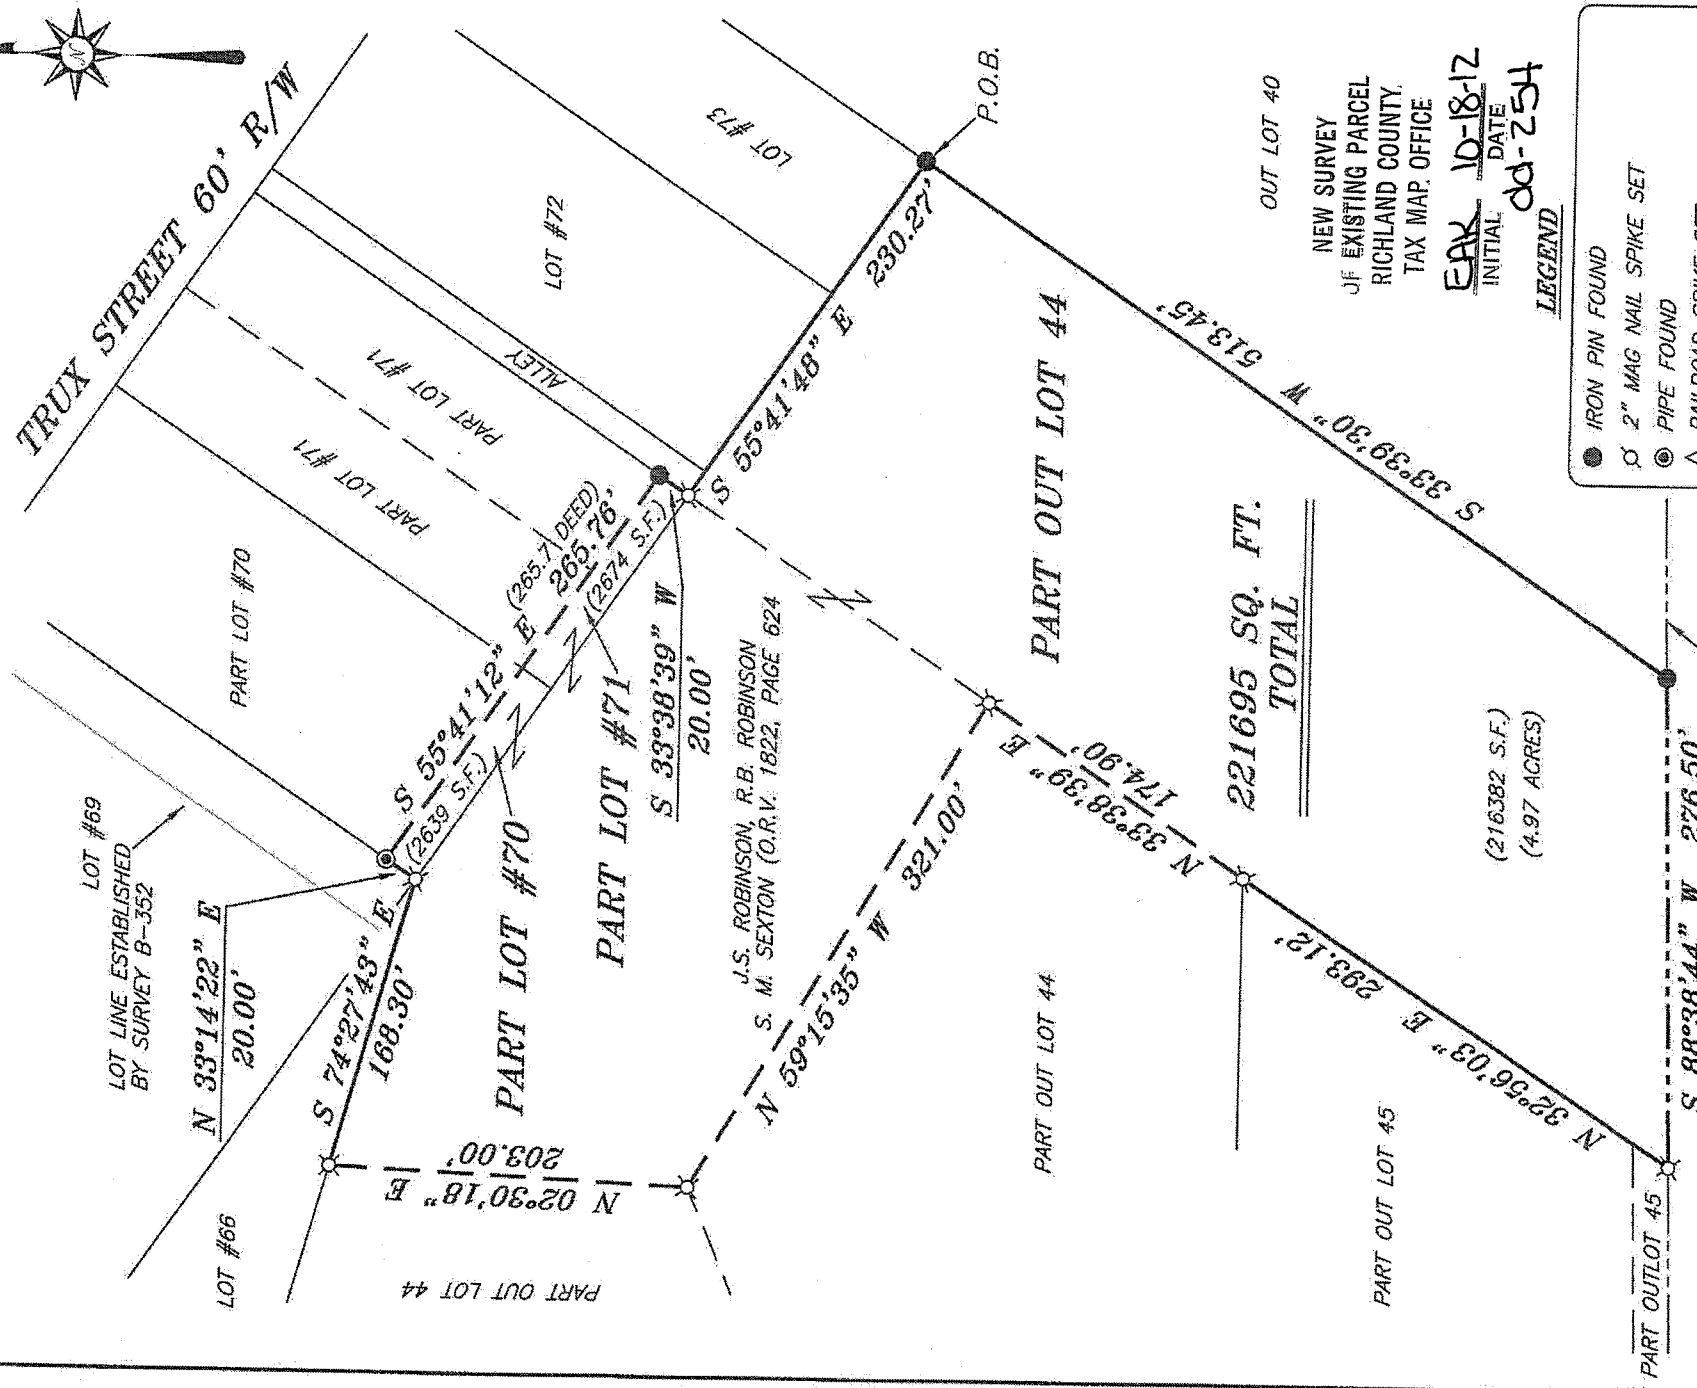 N
TRUX STREET 60' R/W
LOT #73
LOT #72
ALLEY
PART LOT #71
PART LOT #71
PART LOT #70
LOT #69
LOT LINE ESTABLISHED
BY SURVEY B-352
N 33°14'22" E
20.00'
S 74°27'43" E
168.30'
LOT #66
S 55°41'12" E 265.76'
(265.7 DEED)
(2639 S.F.)
(2674 S.F.)
PART LOT #70
PART LOT #71
S 33°38'39" W
20.00'
S 55°41'48" E 230.27'
P.O.B.
J.S. ROBINSON, R.B. ROBINSON
S. M. SEXTON (O.R.V. 1822, PAGE 624
N 02°30'18" E
203.00'
PART OUT LOT 44
N 59°15'35" W 321.00'
N 33°38'39" E
174.90'
PART OUT LOT 44
PART OUT LOT 44
221695 SQ. FT.
TOTAL
(216382 S.F.)
(4.97 ACRES)
S 33°39'30" W 513.45'
N 32°56'03" E 293.12'
PART OUT LOT 45
PART OUTLOT 45
S 88°38'44" W 276.50'
OUT LOT 40
NEW SURVEY
OF EXISTING PARCEL
RICHLAND COUNTY.
TAX MAP. OFFICE
EAK 10-18-12
INITIAL DATE
dd-254
LEGEND
IRON PIN FOUND
2" MAG NAIL SPIKE SET
PIPE FOUND